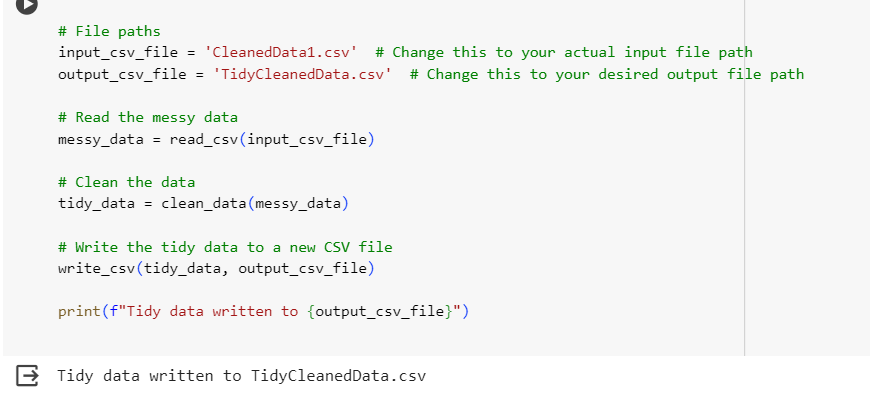 # File paths
input_csv_file = 'CleanedData1.csv'  # Change this to your actual input file path
output_csv_file = 'TidyCleanedData.csv'  # Change this to your desired output file path
# Read the messy data
messy_data = read_csv(input_csv_file)
# Clean the data
tidy_data = clean_data(messy_data)
# Write the tidy data to a new CSV file
write_csv(tidy_data, output_csv_file)
print(f"Tidy data written to {output_csv_file}")
Tidy data written to TidyCleanedData.csv